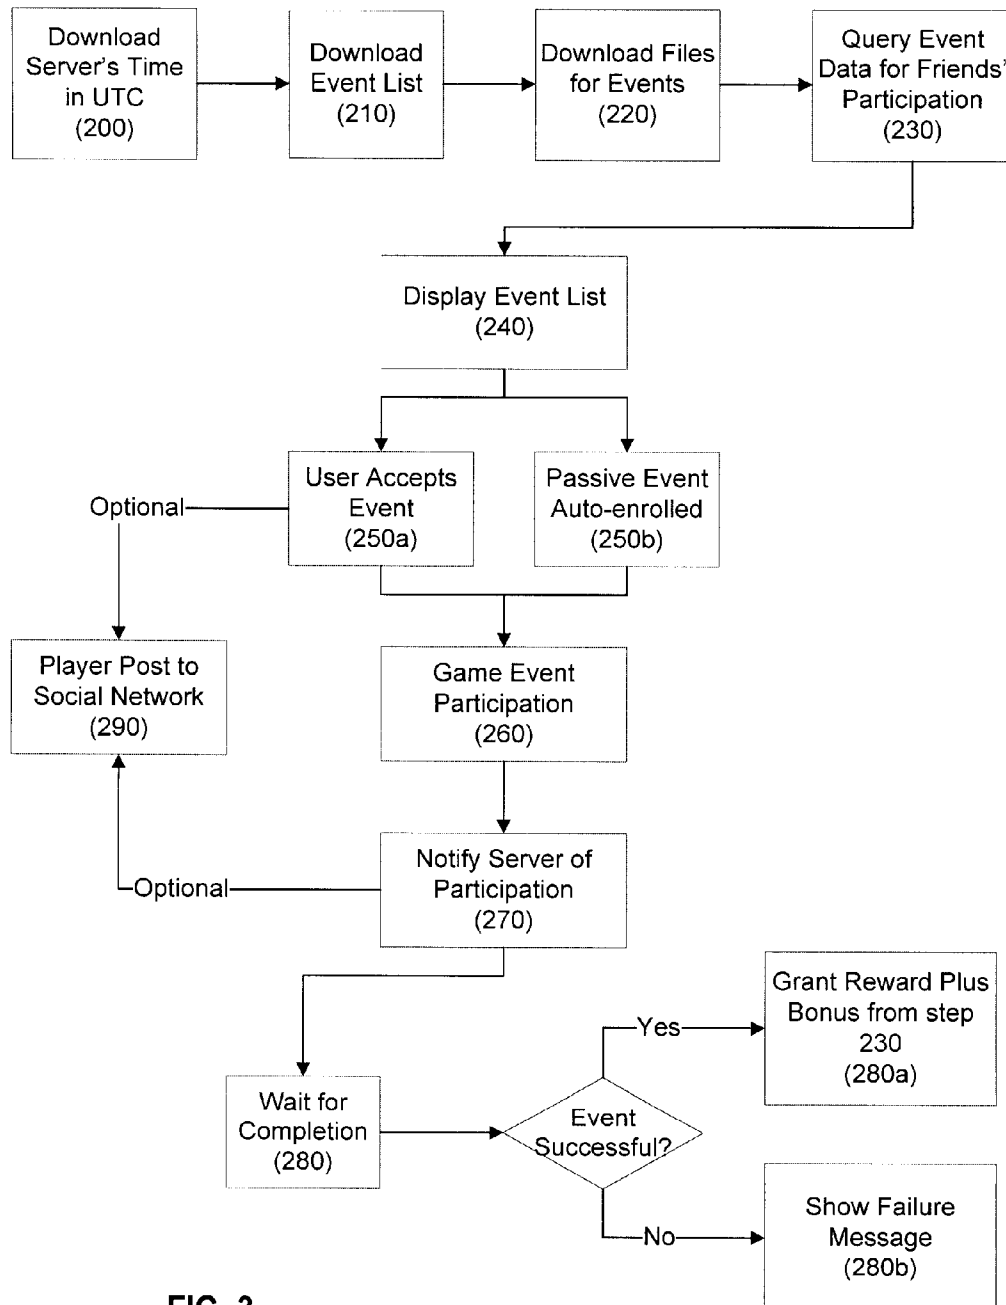 Download
Server's Time
in UTC
(200)
Download
Event List
(210)
Download Files
for Events
(220)
Query Event
Data for Friends'
Participation
(230)
Display Event List
(240)
User Accepts
Event
(250a)
Passive Event
Auto-enrolled
(250b)
Optional
Player Post to
Social Network
(290)
Game Event
Participation
(260)
Notify Server of
Participation
(270)
Optional
Wait for
Completion
(280)
Event
Successful?
Yes
Grant Reward Plus
Bonus from step
230
(280a)
No
Show Failure
Message
(280b)